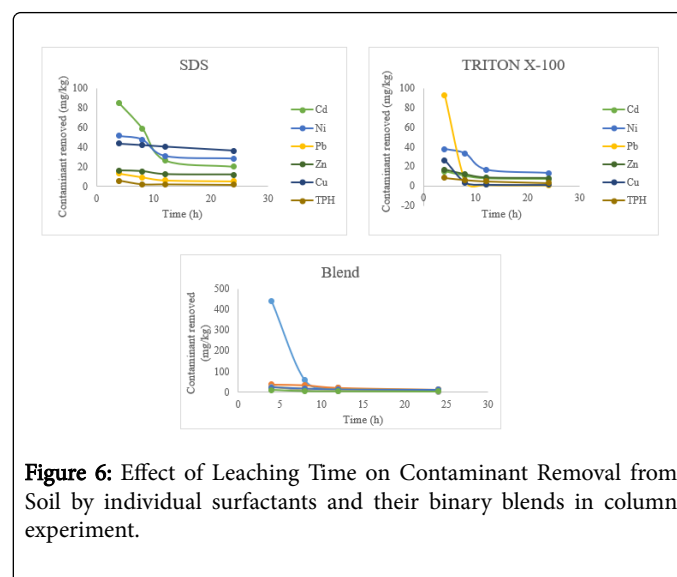 SDS
Contaminant removed (mg/kg)
100
80
60
40
20
0
0
10
20
30
Time (h)
Cd
Ni
Pb
Zn
Cu
TPH
TRITON X-100
Contaminant removed (mg/kg)
100
80
60
40
20
0
-20
0
10
20
30
Time (h)
Cd
Ni
Pb
Zn
Cu
TPH
Blend
Contaminant removed
(mg/kg)
500
400
300
200
100
0
0
5
10
15
20
25
30
Time (h)
Figure 6: Effect of Leaching Time on Contaminant Removal from
Soil by individual surfactants and their binary blends in column
experiment.